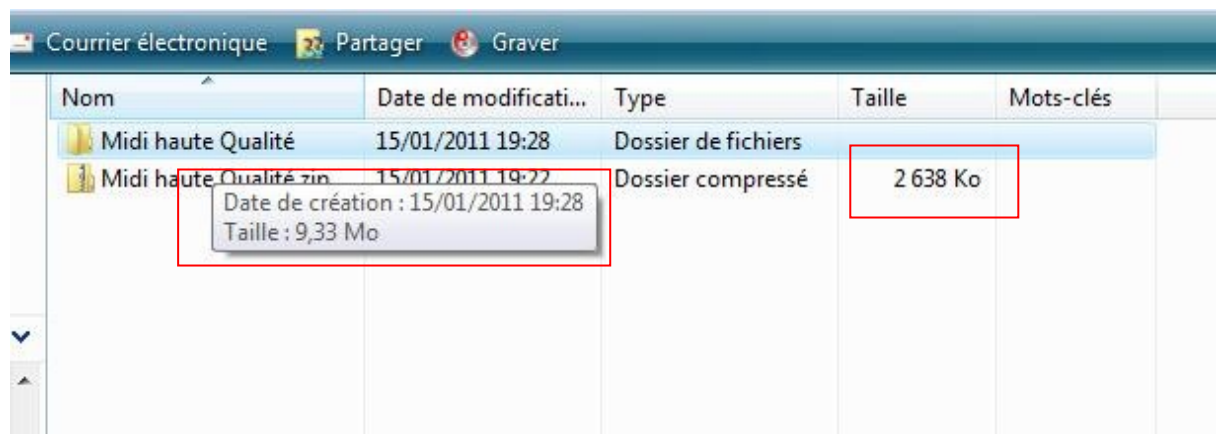 Courrier électronique Partager Graver
Nom Date de modificati... Type Taille Mots-clés
Midi haute Qualité 15/01/2011 19:28 Dossier de fichiers
Midi haute Qualité.zip 15/01/2011 19:22 Dossier compressé 2 638 Ko
Date de création : 15/01/2011 19:28
Taille : 9,33 Mo